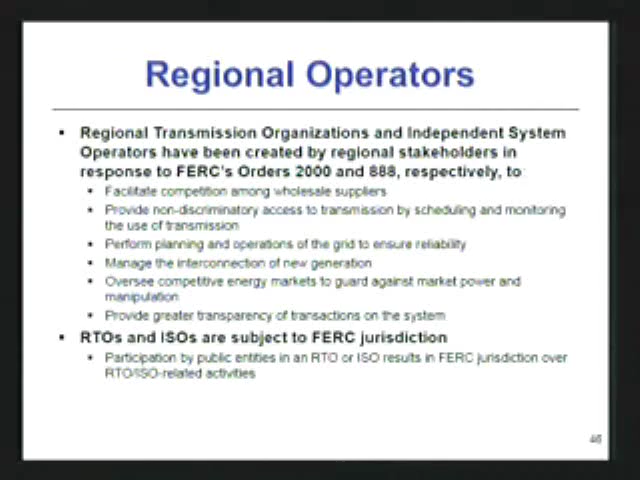 Regional Operators
• Regional Transmission Organizations and Independent System
Operators have been created by regional stakeholders in
response to FERC's Orders 2000 and 888, respectively, to
• Facilitate competition among wholesale suppliers
• Provide non-discriminatory access to transmission by scheduling and monitoring
the use of transmission
• Perform planning and operations of the grid to ensure reliability
• Manage the interconnection of new generation
• Oversee competitive energy markets to guard against market power and
manipulation
• Provide greater transparency of transactions on the system
• RTOs and ISOs are subject to FERC jurisdiction
• Participation by public entities in an RTO or ISO results in FERC jurisdiction over
RTO/ISO-related activities
46